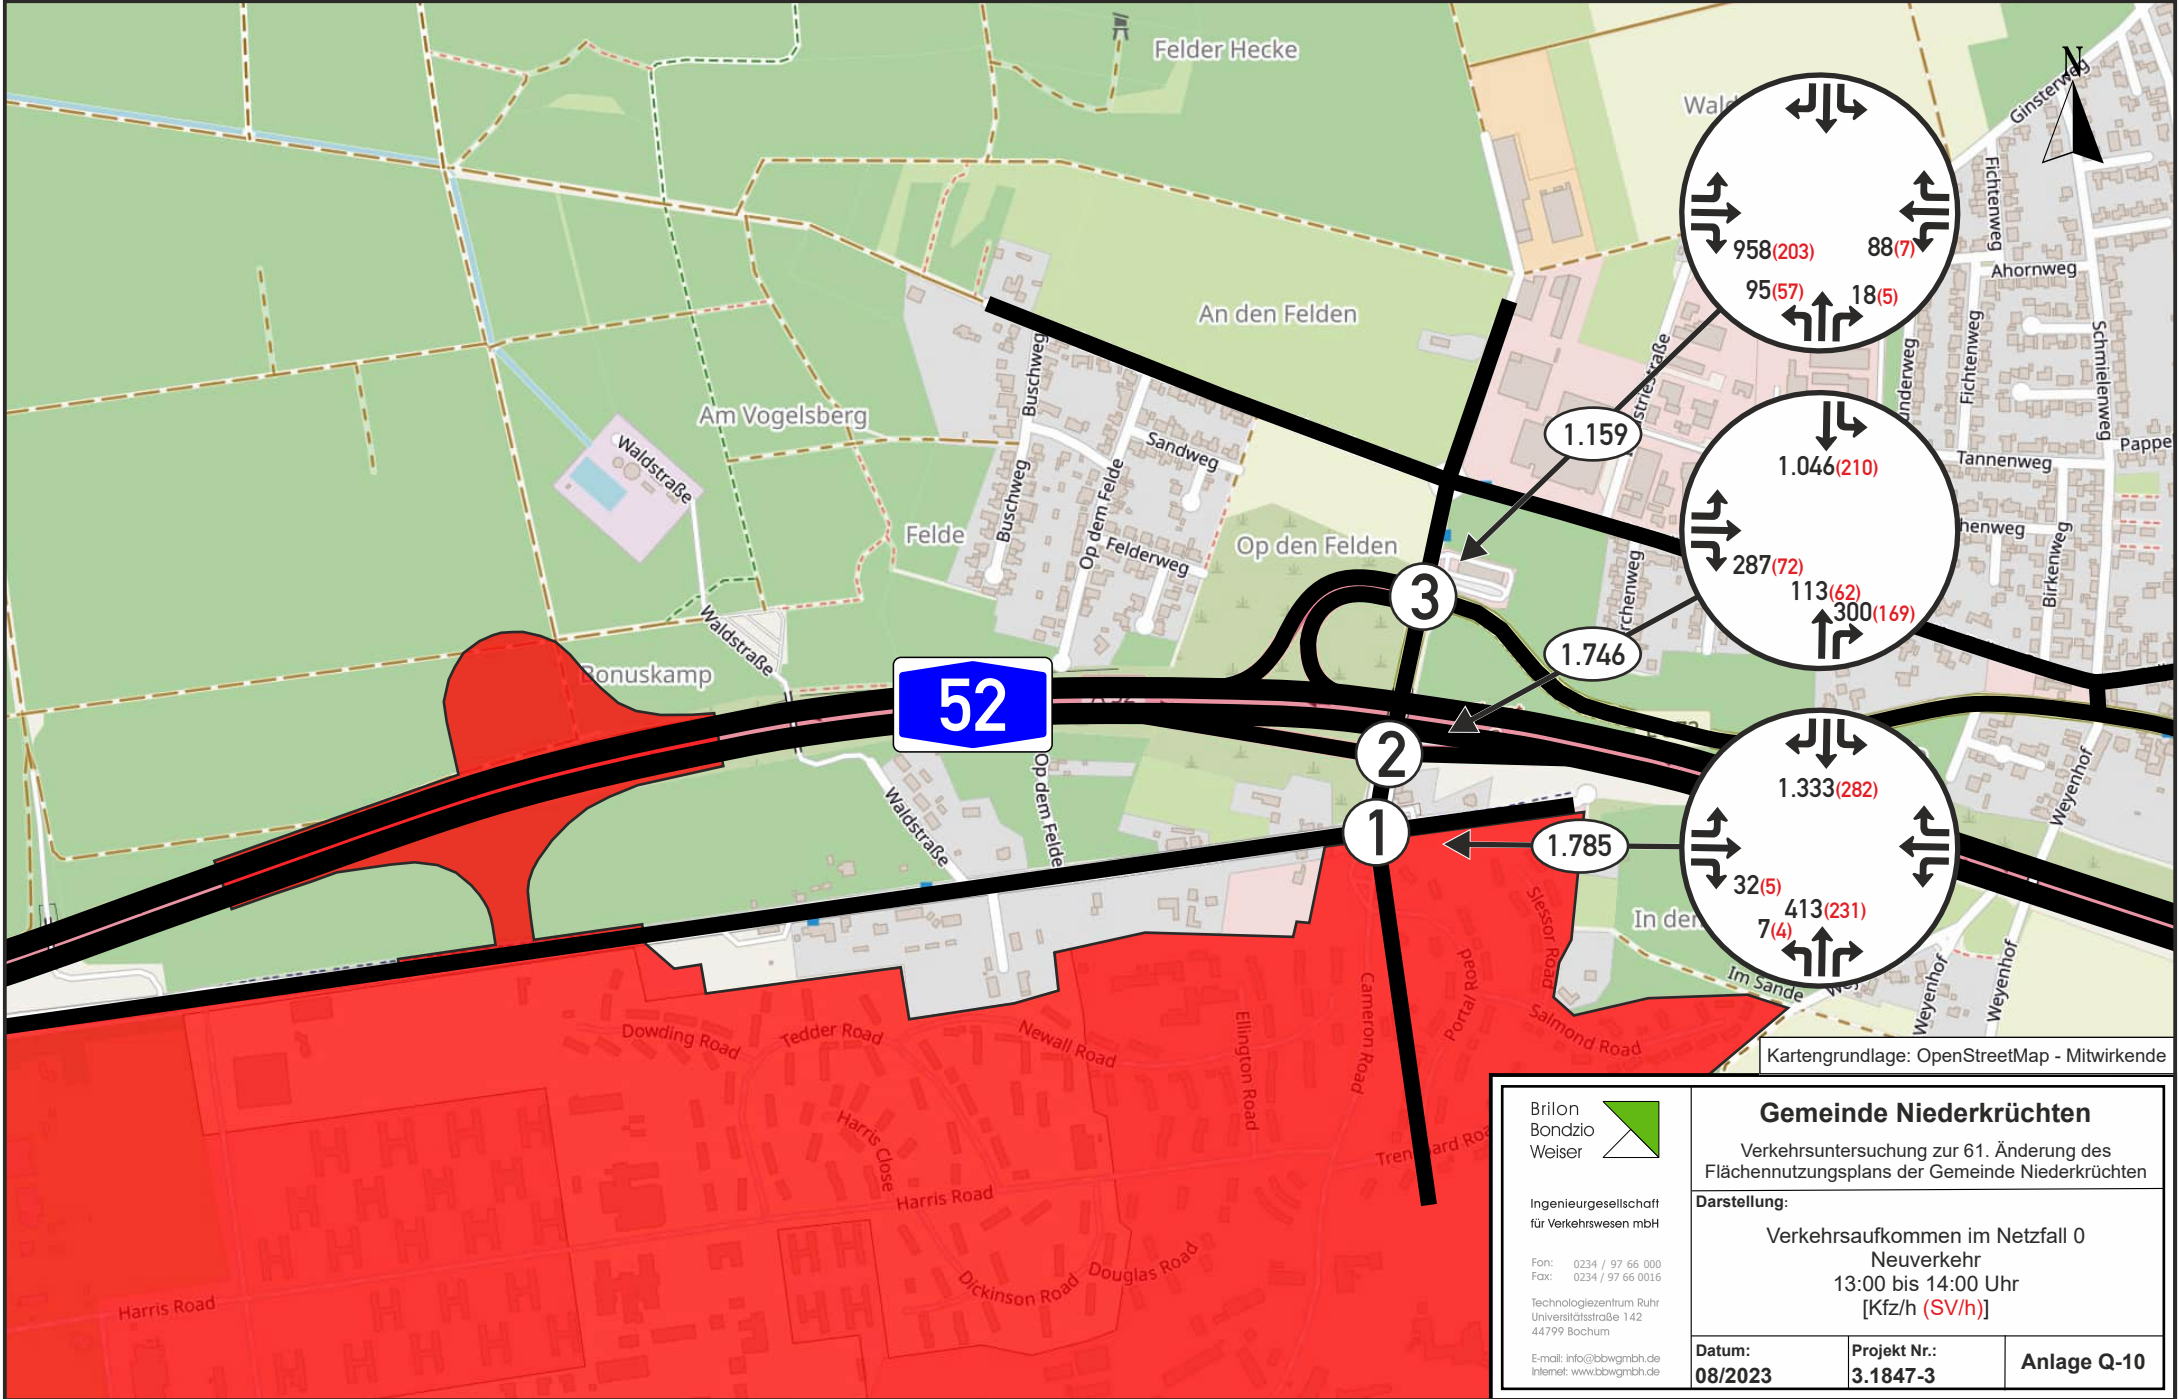 Felder Hecke
N
Ginsterweg
Fichtenweg
958(203)
88(7)
95(57)
18(5)
Ahornweg
An den Felden
Buschweg
Fichtenweg
Schmielenweg
Am Vogelsberg
1.159
Sandweg
Waldstraße
Tannenweg
1.046(210)
Buschweg
Op dem Felde
Felde
Op den Felden
Felderweg
Birkenweg
287(72)
113(62)
300(169)
3
Waldstraße
1.746
Bonuskamp
52
2
Op dem Felde
Waldstraße
Weyenhof
1.333(282)
1
1.785
32(5)
413(231)
7(4)
Slessor Road
Portal Road
Cameron Road
Im Sande
Weyenhof
Weyenhof
Salmond Road
Dowding Road
Tedder Road
Newall Road
Ellington Road
Harris Close
Harris Road
Dickinson Road
Douglas Road
Harris Road
Kartengrundlage: OpenStreetMap - Mitwirkende
Brilon
Bondzio
Weiser
Ingenieurgesellschaft
für Verkehrswesen mbH
Fon: 0234 / 97 66 000
Fax: 0234 / 97 66 0016
Technologiezentrum Ruhr
Universitätsstraße 142
44799 Bochum
E-mail: info@bbwgmbh.de
Internet: www.bbwgmbh.de
Gemeinde Niederkrüchten
Verkehrsuntersuchung zur 61. Änderung des
Flächennutzungsplans der Gemeinde Niederkrüchten
Darstellung:
Verkehrsaufkommen im Netzfall 0
Neuverkehr
13:00 bis 14:00 Uhr
[Kfz/h (SV/h)]
Datum:
08/2023
Projekt Nr.:
3.1847-3
Anlage Q-10